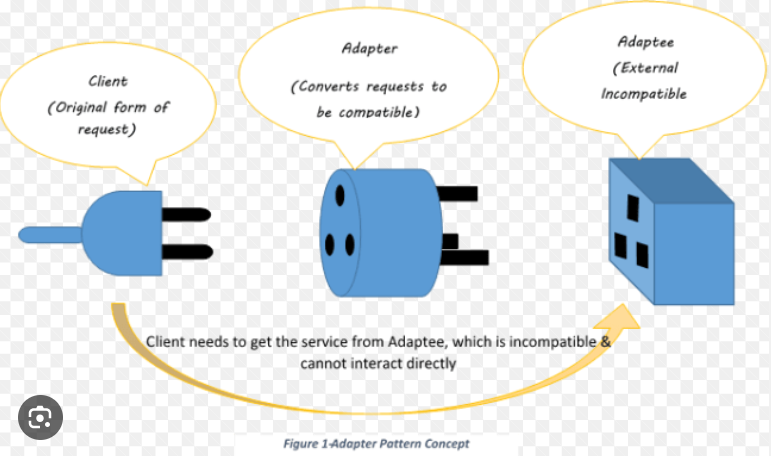 Client
(Original form of
request)
Adapter
(Converts requests to
be compatible)
Adaptee
(External
Incompatible
Client needs to get the service from Adaptee, which is incompatible &
cannot interact directly
Figure 1-Adapter Pattern Concept